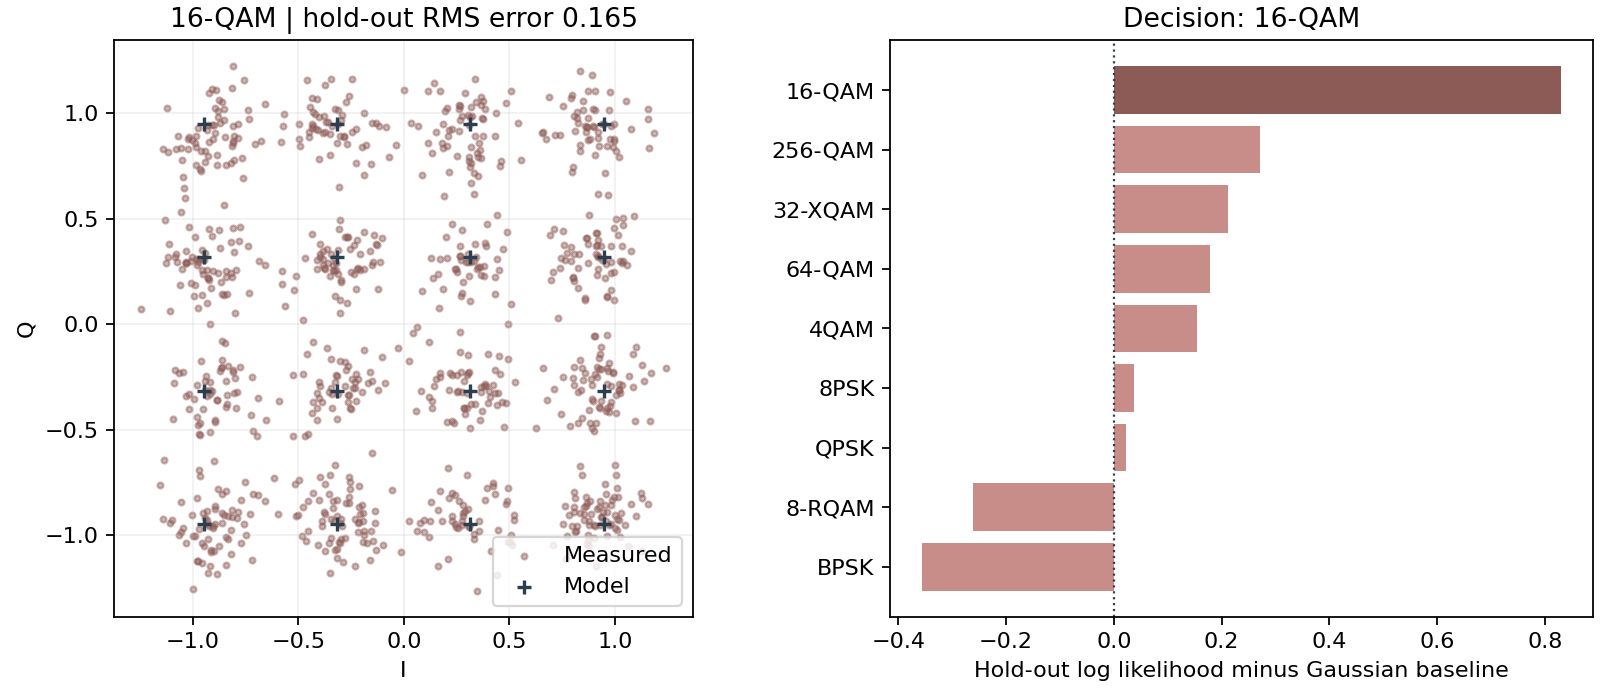 16-QAM | hold-out RMS error 0.165
1.0
0.5
0.0
−0.5
−1.0
Q
−1.0
−0.5
0.0
0.5
1.0
I
Measured
Model
Decision: 16-QAM
16-QAM
256-QAM
32-XQAM
64-QAM
4QAM
8PSK
QPSK
8-RQAM
BPSK
−0.4
−0.2
0.0
0.2
0.4
0.6
0.8
Hold-out log likelihood minus Gaussian baseline